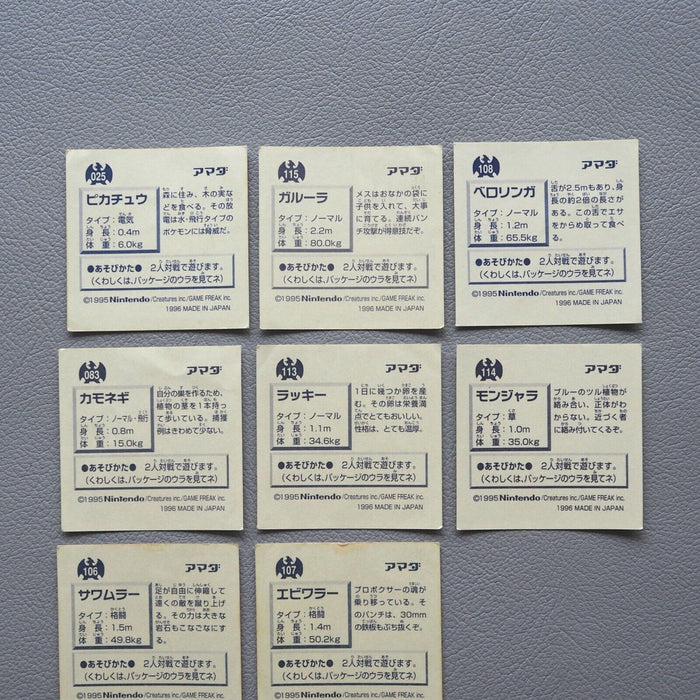 025
アマダ
ピカチュウ
タイプ：電気
身 長：0.4m
体 重：6.0kg
森に住み、木の実な
どを食べる。その放
電は水・飛行タイプの
ポケモンには脅威だ。
●あそびかた● 2人対戦で遊びます。
(くわしくは、パッケージのウラを見てネ)
©1995 Nintendo/Creatures inc./GAME FREAK inc.
1996 MADE IN JAPAN
115
アマダ
ガルーラ
タイプ：ノーマル
身 長：2.2m
体 重：80.0kg
メスはおなかの袋に
子供を入れて、大事
に育てる。連続パン
チ攻撃が得意技だぞ。
●あそびかた● 2人対戦で遊びます。
(くわしくは、パッケージのウラを見てネ)
©1995 Nintendo/Creatures inc./GAME FREAK inc.
1996 MADE IN JAPAN
108
アマダ
ベロリンガ
タイプ：ノーマル
身 長：1.2m
体 重：65.5kg
舌が2.5mもあり、身
長の約2倍の長さが
ある。この舌でエサ
をからめ取って食べ
る。
●あそびかた● 2人対戦で遊びます。
(くわしくは、パッケージのウラを見てネ)
©1995 Nintendo/Creatures inc./GAME FREAK inc.
1996 MADE IN JAPAN
083
アマダ
カモネギ
タイプ：ノーマル・飛行
身 長：0.8m
体 重：15.0kg
自分の巣を作るため、
植物の茎を1本持っ
て歩いている。捕獲
例はきわめて少ない。
●あそびかた● 2人対戦で遊びます。
(くわしくは、パッケージのウラを見てネ)
©1995 Nintendo/Creatures inc./GAME FREAK inc.
1996 MADE IN JAPAN
113
アマダ
ラッキー
タイプ：ノーマル
身 長：1.1m
体 重：34.6kg
1日に幾つか卵を産
む。その卵は栄養満
点でとてもおいしい。
性格は、とても温厚。
●あそびかた● 2人対戦で遊びます。
(くわしくは、パッケージのウラを見てネ)
©1995 Nintendo/Creatures inc./GAME FREAK inc.
1996 MADE IN JAPAN
114
アマダ
モンジャラ
タイプ：草
身 長：1.0m
体 重：35.0kg
ブルーのツル植物が
絡み合い、正体がわ
からない。近づく者
に絡み付いてくるぞ。
●あそびかた● 2人対戦で遊びます。
(くわしくは、パッケージのウラを見てネ)
©1995 Nintendo/Creatures inc./GAME FREAK inc.
1996 MADE IN JAPAN
106
アマダ
サワムラー
タイプ：格闘
身 長：1.5m
体 重：49.8kg
足が自由に伸縮して
遠くの敵を蹴り上げ
る。その力は大きな
岩石もこなごなにす
る。
●あそびかた● 2人対戦で遊びます。
(くわしくは、パッケージのウラを見てネ)
©1995 Nintendo/Creatures inc./GAME FREAK inc.
107
アマダ
エビワラー
タイプ：格闘
身 長：1.4m
体 重：50.2kg
プロボクサーの魂が
乗り移っている。そ
のパンチは、30mm
の鉄板もぶち抜くぞ。
●あそびかた● 2人対戦で遊びます。
(くわしくは、パッケージのウラを見てネ)
©1995 Nintendo/Creatures inc./GAME FREAK inc.